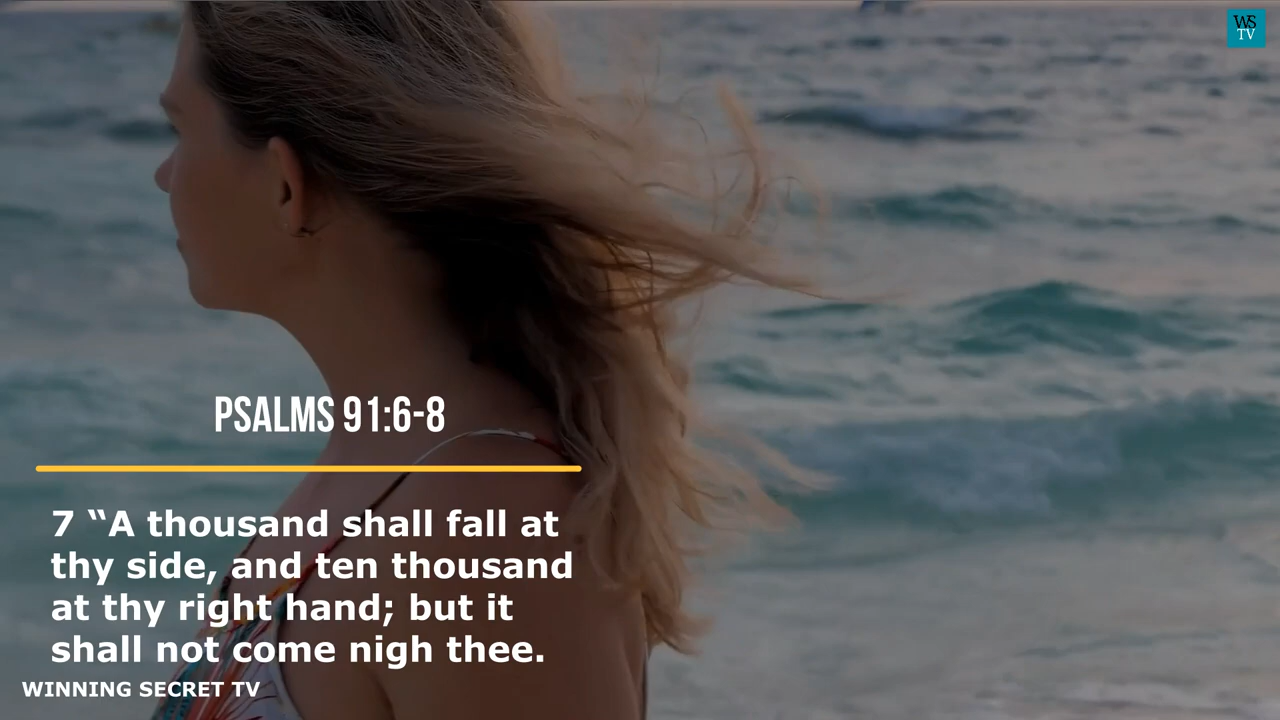 WS
TV
PSALMS 91:6-8
7 “A thousand shall fall at
thy side, and ten thousand
at thy right hand; but it
shall not come nigh thee.
WINNING SECRET TV